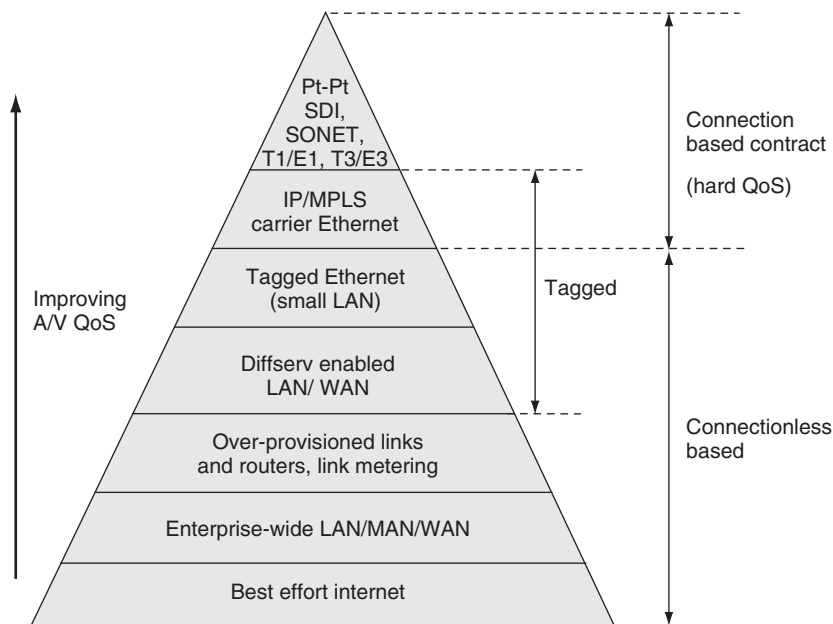 Pt-Pt
SDI,
SONET,
T1/E1, T3/E3
IP/MPLS
carrier Ethernet
Tagged Ethernet
(small LAN)
Diffserv enabled
LAN/ WAN
Over-provisioned links
and routers, link metering
Enterprise-wide LAN/MAN/WAN
Best effort internet
Improving
A/V QoS
Tagged
Connection
based contract
(hard QoS)
Connectionless
based